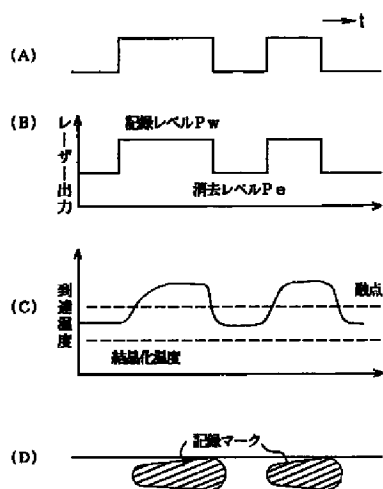 t
(A)
(B)
レーザー出力
記録レベルPw
消去レベルPe
(C)
到達温度
融点
結晶化温度
(D)
記録マーク